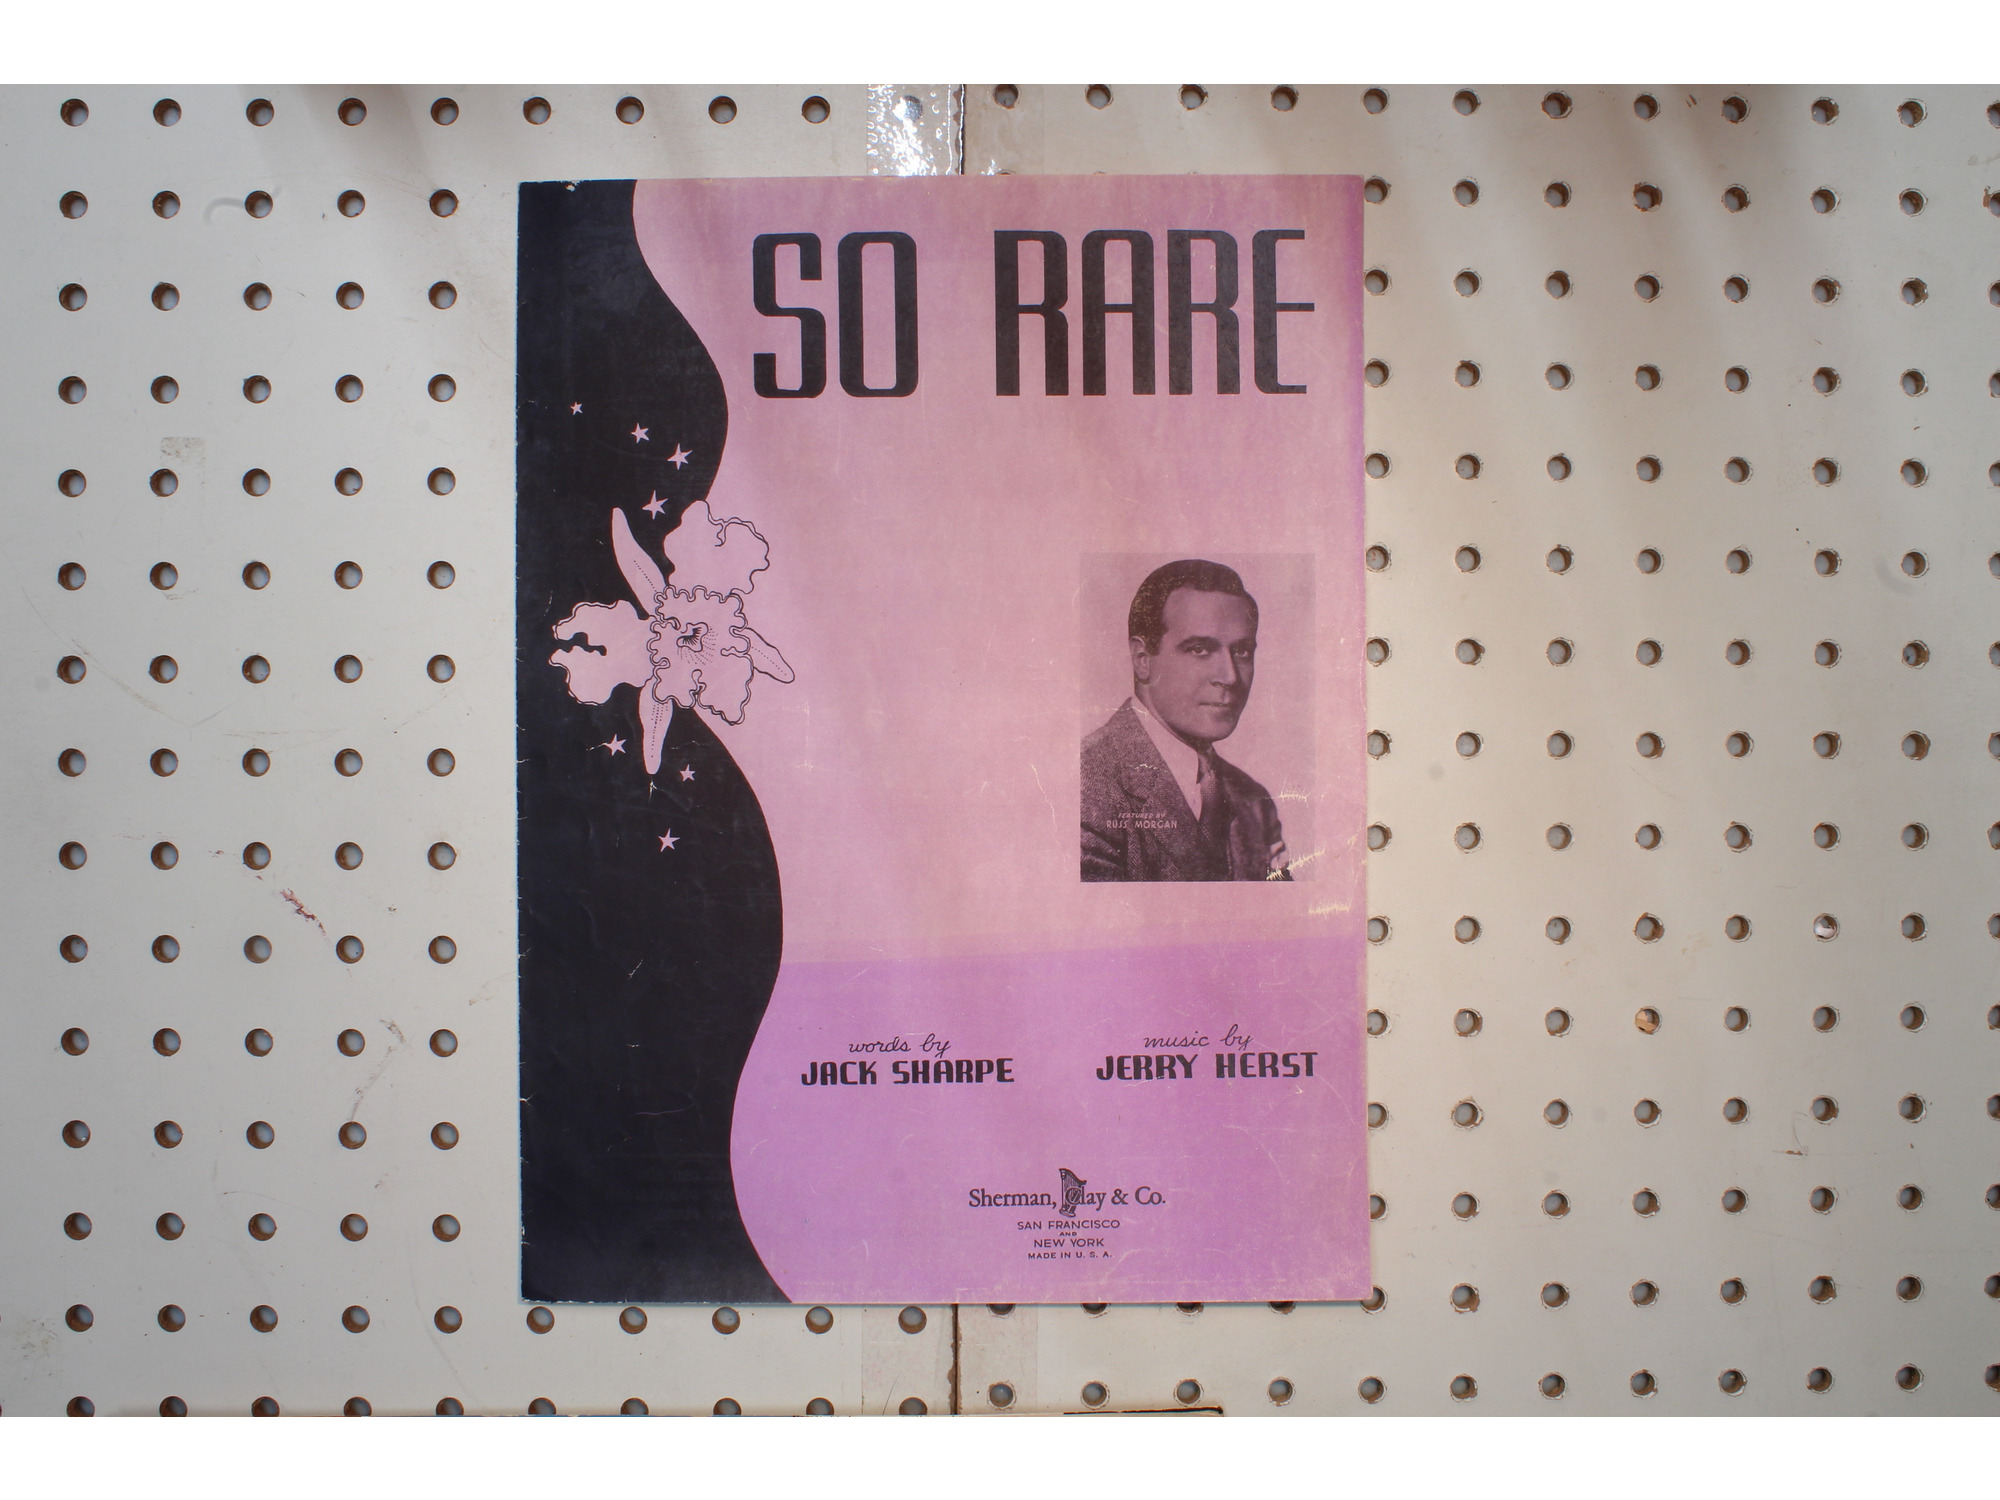 SO RARE
FEATURED BY
RUSS MORGAN
words by
JACK SHARPE
music by
JERRY HERST
Sherman, Clay & Co.
SAN FRANCISCO
AND
NEW YORK
MADE IN U. S. A.